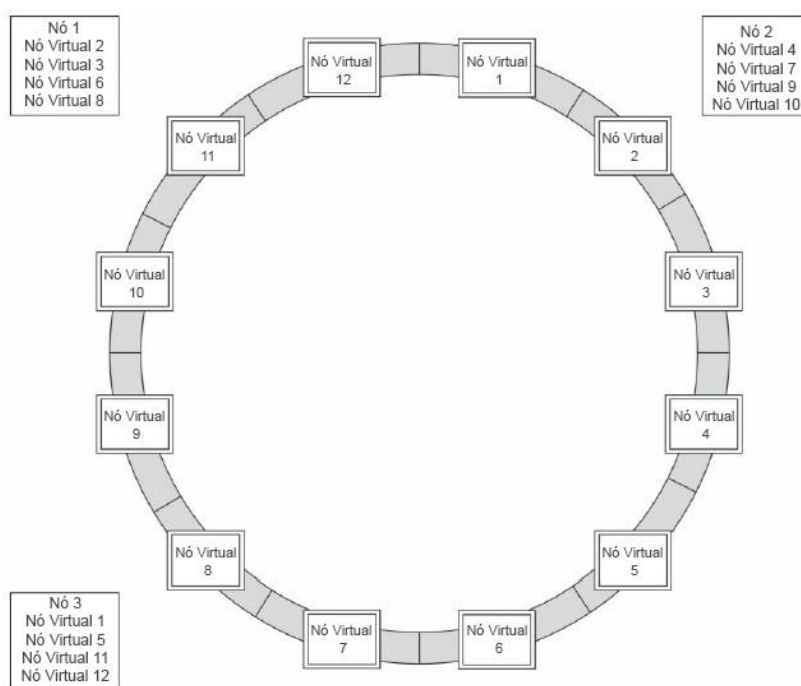 Nó 1
Nó Virtual 2
Nó Virtual 3
Nó Virtual 6
Nó Virtual 8
Nó 2
Nó Virtual 4
Nó Virtual 7
Nó Virtual 9
Nó Virtual 10
Nó Virtual
12
Nó Virtual
1
Nó Virtual
11
Nó Virtual
2
Nó Virtual
10
Nó Virtual
3
Nó Virtual
9
Nó Virtual
4
Nó Virtual
8
Nó Virtual
5
Nó Virtual
7
Nó Virtual
6
Nó 3
Nó Virtual 1
Nó Virtual 5
Nó Virtual 11
Nó Virtual 12